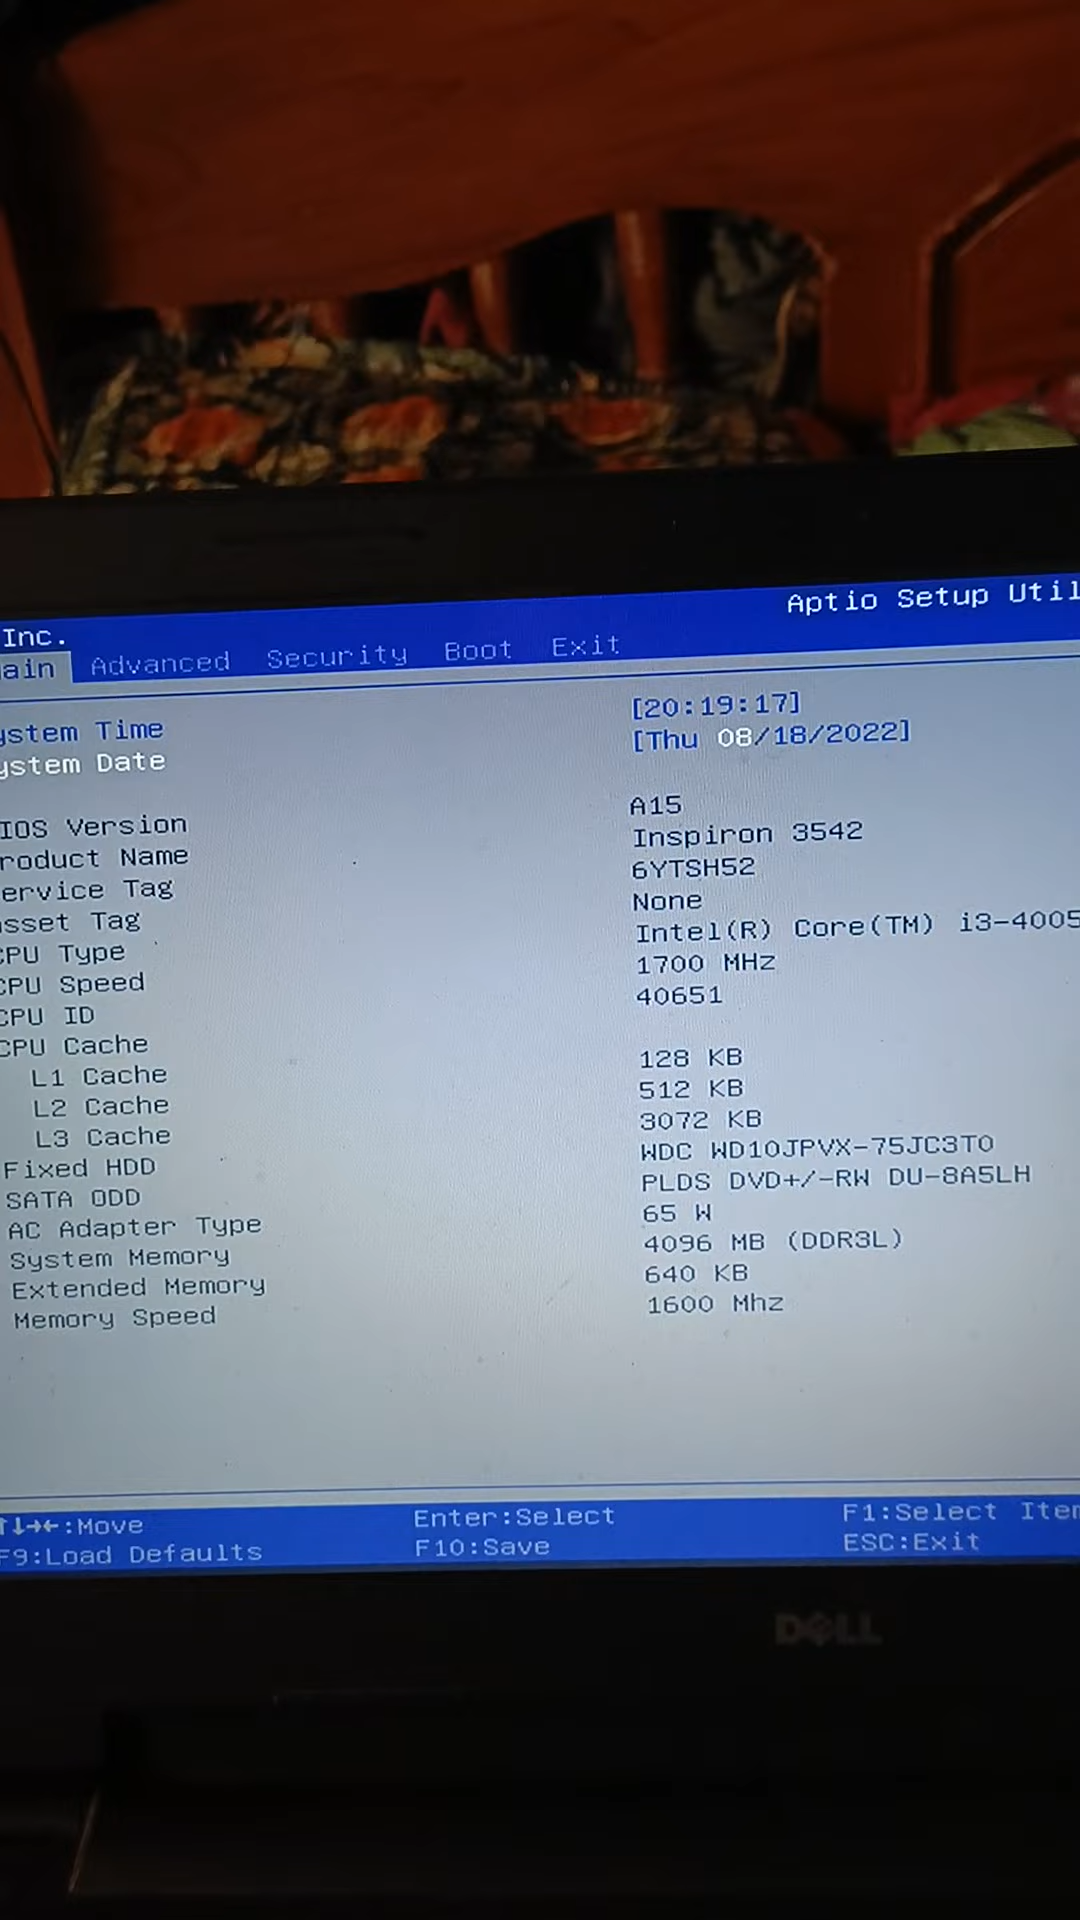 Inc.
Aptio Setup Util
ain Advanced Security Boot Exit
ystem Time [20:19:17]
ystem Date [Thu 08/18/2022]
IOS Version A15
roduct Name Inspiron 3542
ervice Tag 6YTSH52
sset Tag None
CPU Type Intel(R) Core(TM) i3-4005
CPU Speed 1700 MHz
CPU ID 40651
CPU Cache
L1 Cache 128 KB
L2 Cache 512 KB
L3 Cache 3072 KB
Fixed HDD WDC WD10JPVX-75JC3T0
SATA ODD PLDS DVD+/-RW DU-8A5LH
AC Adapter Type 65 W
System Memory 4096 MB (DDR3L)
Extended Memory 640 KB
Memory Speed 1600 Mhz
↑↓→←:Move Enter:Select F1:Select Item
F9:Load Defaults F10:Save ESC:Exit
DELL